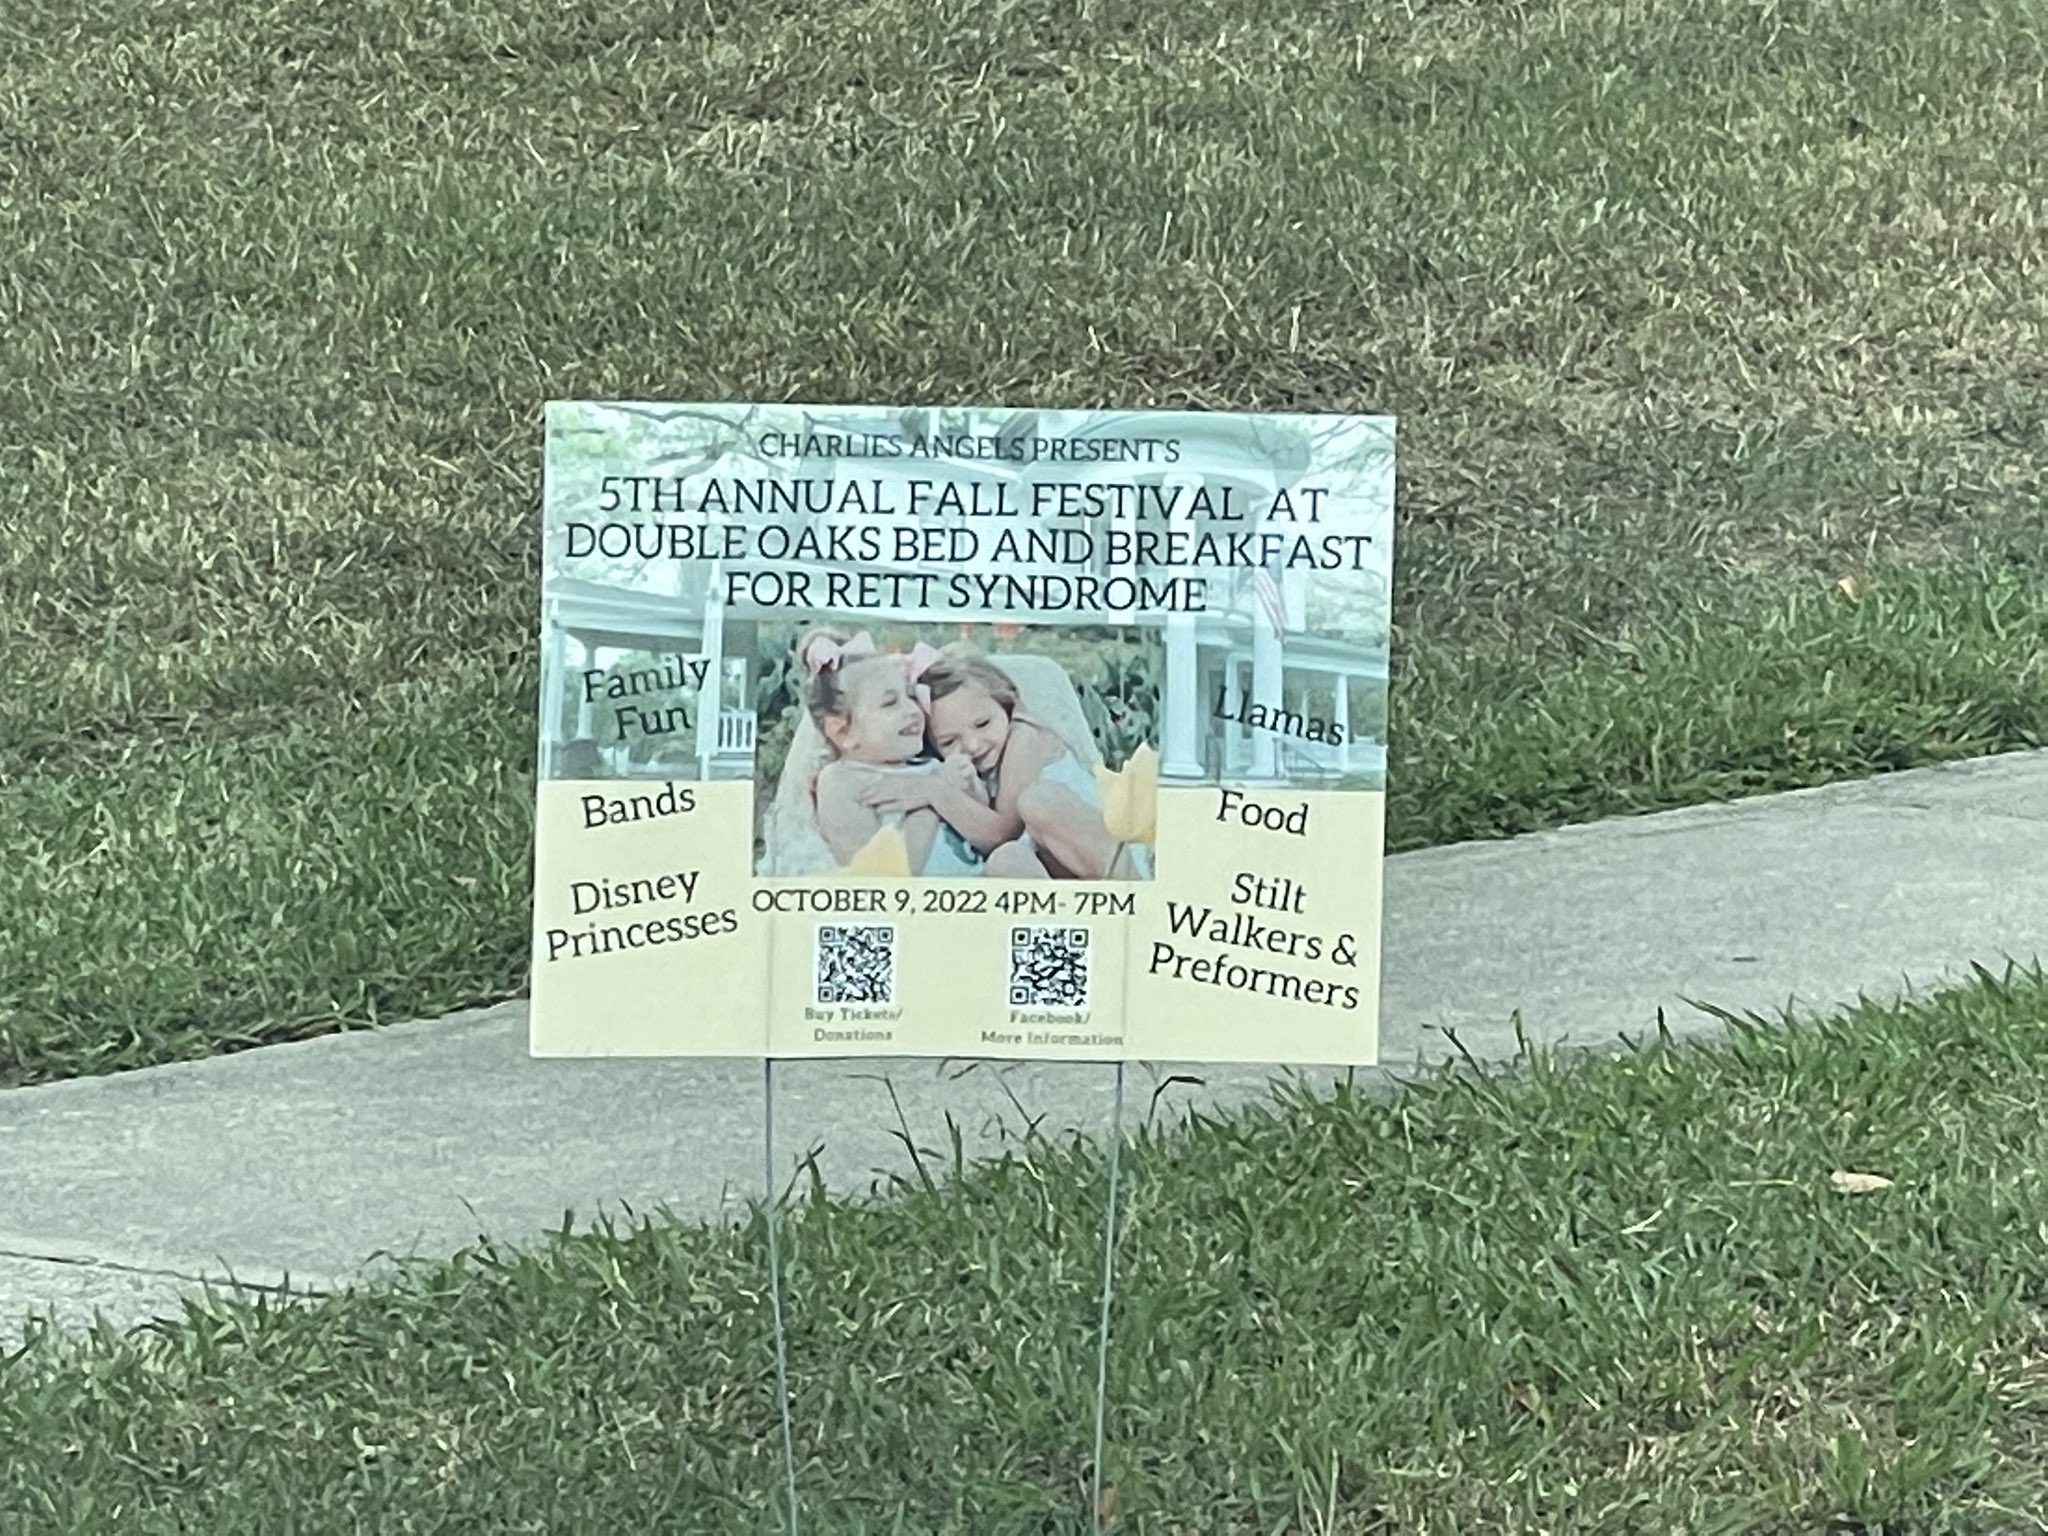 CHARLIES ANGELS PRESENTS
5TH ANNUAL FALL FESTIVAL AT
DOUBLE OAKS BED AND BREAKFAST
FOR RETT SYNDROME
Family
Fun
Bands
Disney
Princesses
Llamas
Food
Stilt
Walkers &
Preformers
OCTOBER 9, 2022 4PM- 7PM
Buy Tickets/
Donations
Facebook/
More Information